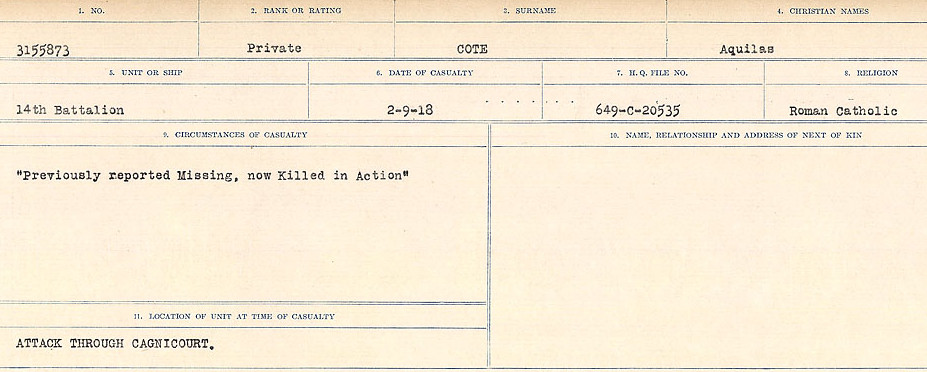 1. NO. 2. RANK OR RATING 3. SURNAME 4. CHRISTIAN NAMES
3155873 Private COTE Aquilas
5. UNIT OR SHIP 6. DATE OF CASUALTY 7. H.Q. FILE NO. 8. RELIGION
14th Battalion 2-9-18 ....... 649-C-20535 Roman Catholic
9. CIRCUMSTANCES OF CASUALTY 10. NAME, RELATIONSHIP AND ADDRESS OF NEXT OF KIN
"Previously reported Missing, now Killed in Action"
11. LOCATION OF UNIT AT TIME OF CASUALTY
ATTACK THROUGH CAGNICOURT.